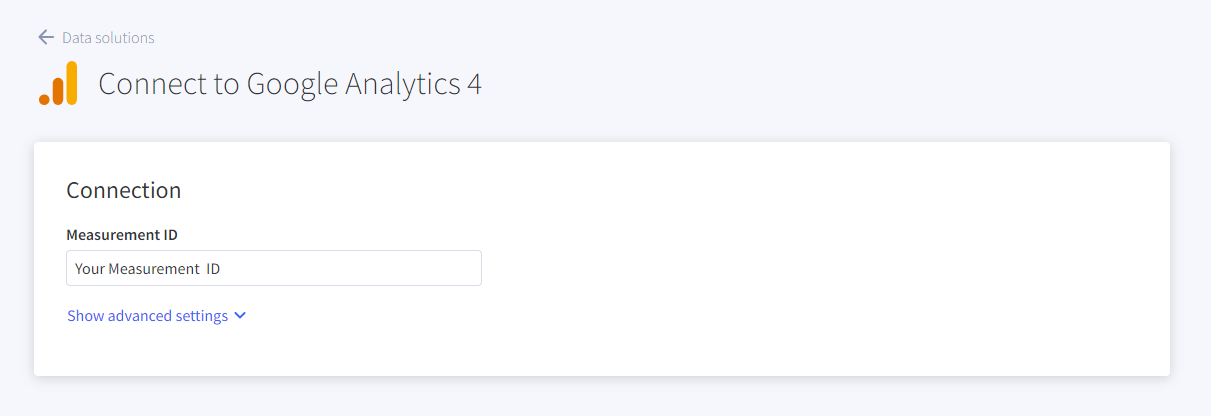 Data solutions
Connect to Google Analytics 4
Connection
Measurement ID
Your Measurement  ID
Show advanced settings